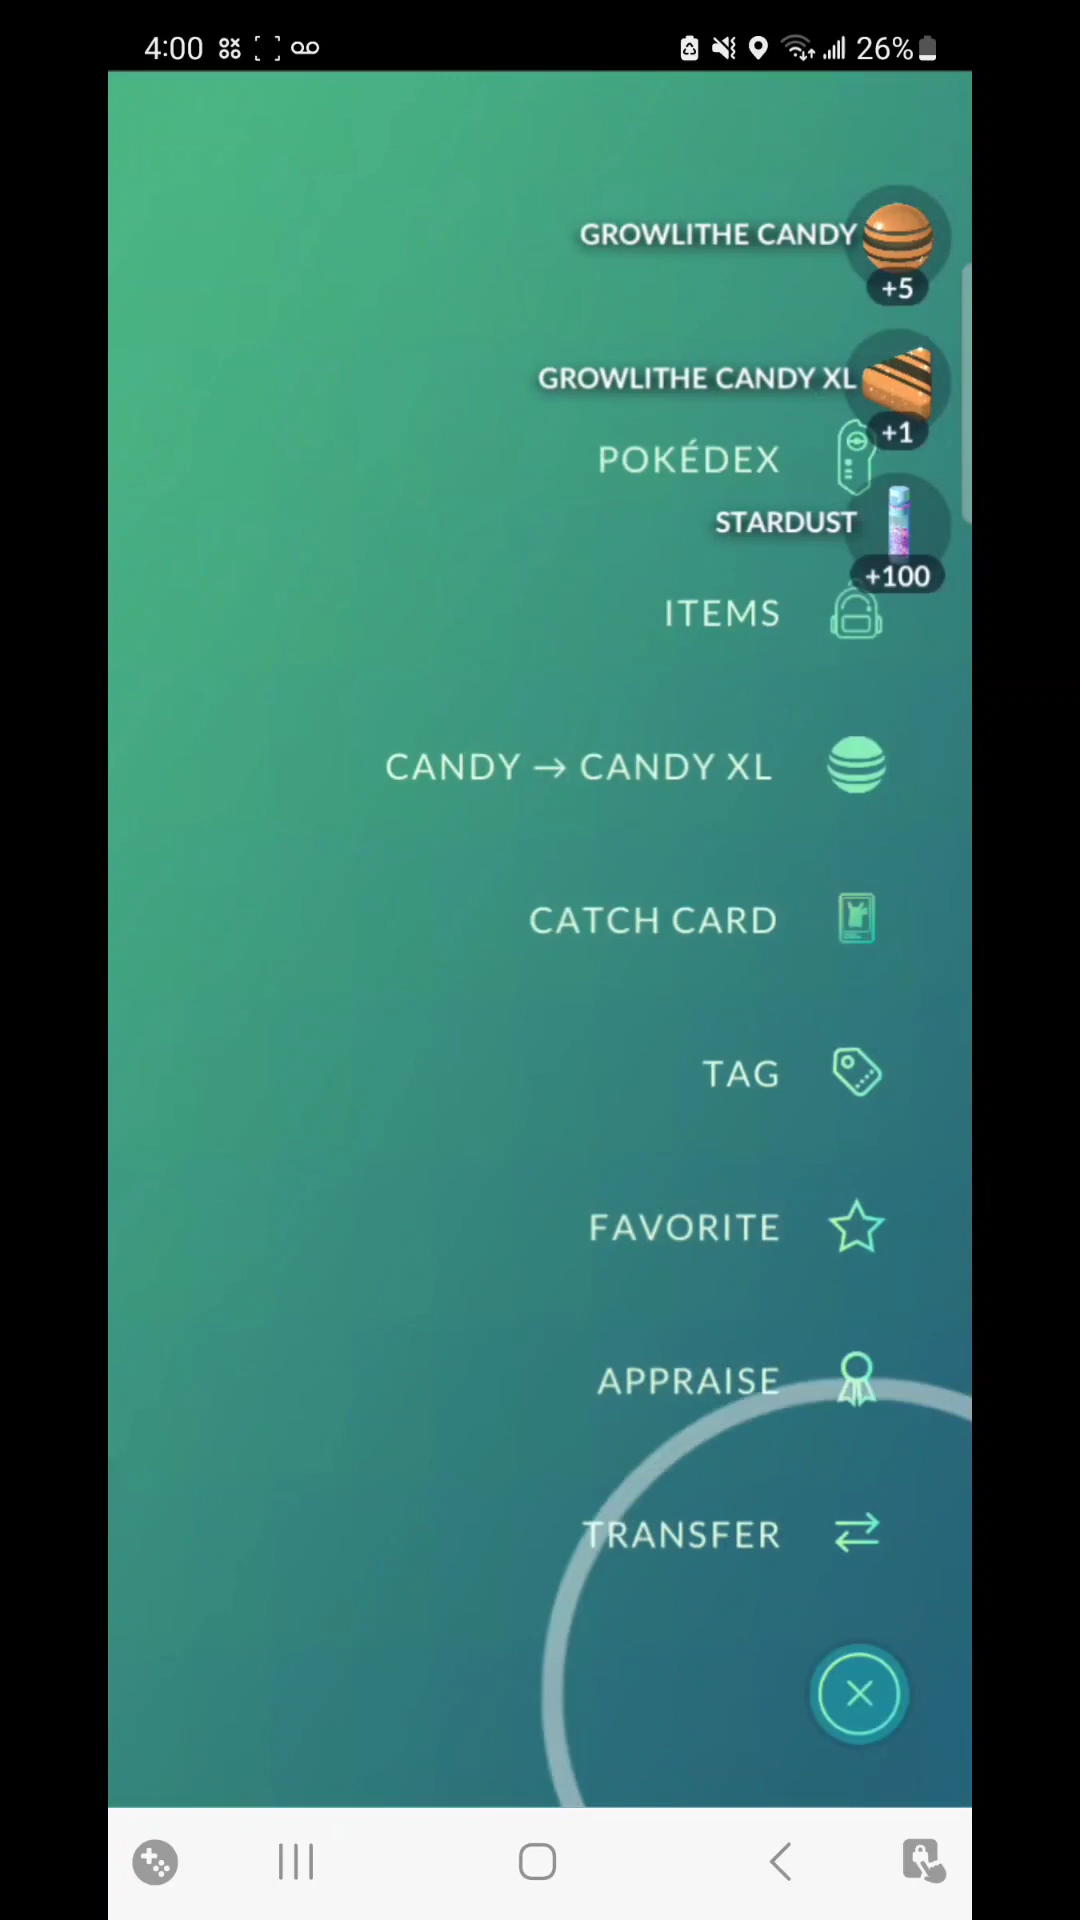 4:00 26%
GROWLITHE CANDY
+5
GROWLITHE CANDY XL
+1
POKÉDEX
STARDUST
+100
ITEMS
CANDY → CANDY XL
CATCH CARD
TAG
FAVORITE
APPRAISE
TRANSFER